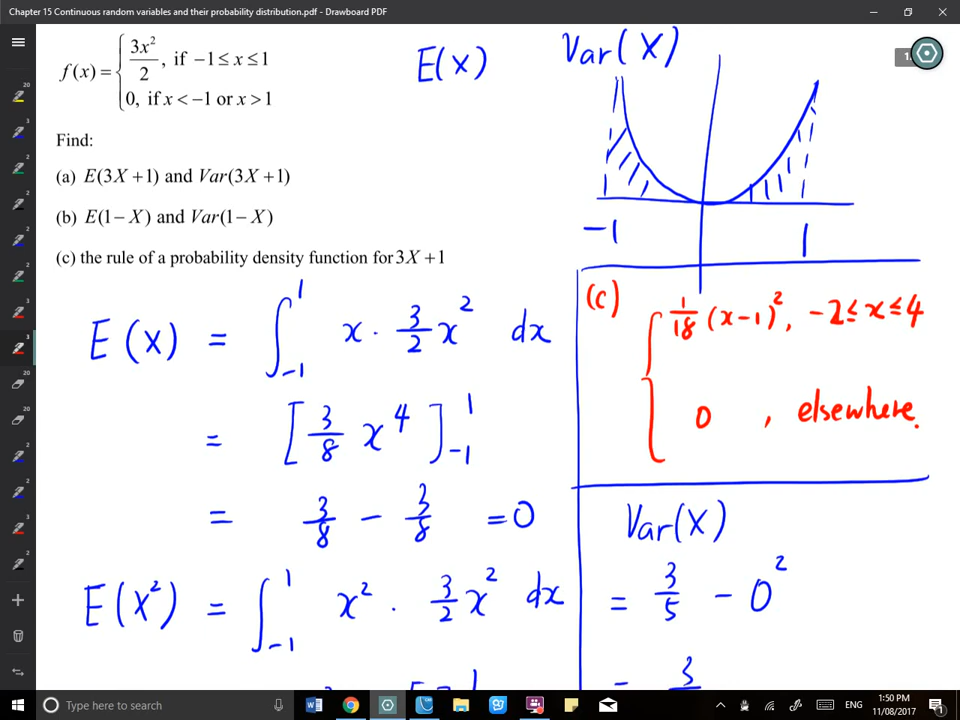 Chapter 15 Continuous random variables and their probability distribution.pdf - Drawboard PDF
f(x) = { 3x²/2, if −1 ≤ x ≤ 1
0, if x < −1 or x > 1
E(X) Var(X)
Find:
(a) E(3X + 1) and Var(3X + 1)
(b) E(1 − X) and Var(1 − X)
(c) the rule of a probability density function for 3X + 1
−1 1
E(X) = ∫₋₁¹ x · 3/2 x² dx
= [3/8 x⁴]₋₁¹
= 3/8 − 3/8 = 0
E(X²) = ∫₋₁¹ x² · 3/2 x² dx
(c) { 1/18 (x−1)², −2 ≤ x ≤ 4
0 , elsewhere.
Var(X)
= 3/5 − 0²
= 3
Type here to search
ENG
1:50 PM
11/08/2017